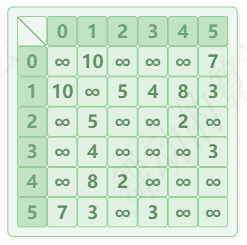 0 1 2 3 4 5
0 ∞ 10 ∞ ∞ ∞ 7
1 10 ∞ 5 4 8 3
2 ∞ 5 ∞ ∞ 2 ∞
3 ∞ 4 ∞ ∞ ∞ 3
4 ∞ 8 2 ∞ ∞ ∞
5 7 3 ∞ 3 ∞ ∞